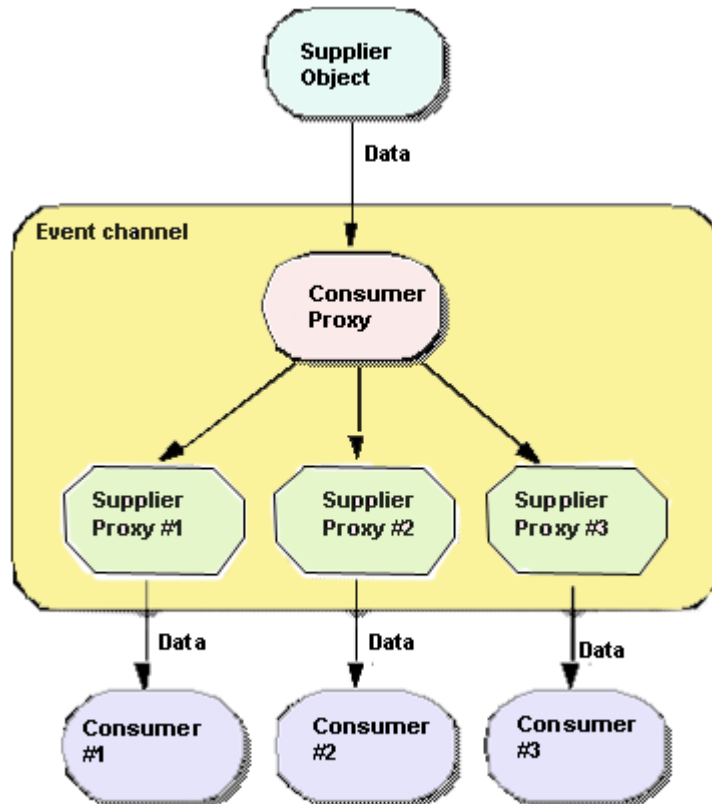 Supplier
Object
Data
Event channel
Consumer
Proxy
Supplier
Proxy #1
Supplier
Proxy #2
Supplier
Proxy #3
Data
Data
Data
Consumer
#1
Consumer
#2
Consumer
#3